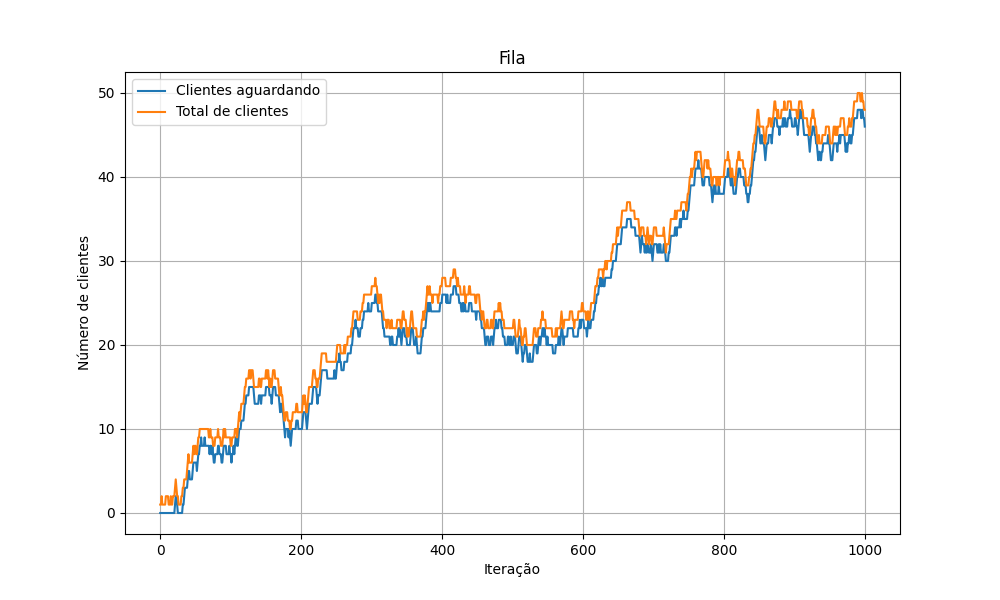 Fila
Clientes aguardando
Total de clientes
50
40
30
20
10
0
Número de clientes
0 200 400 600 800 1000
Iteração